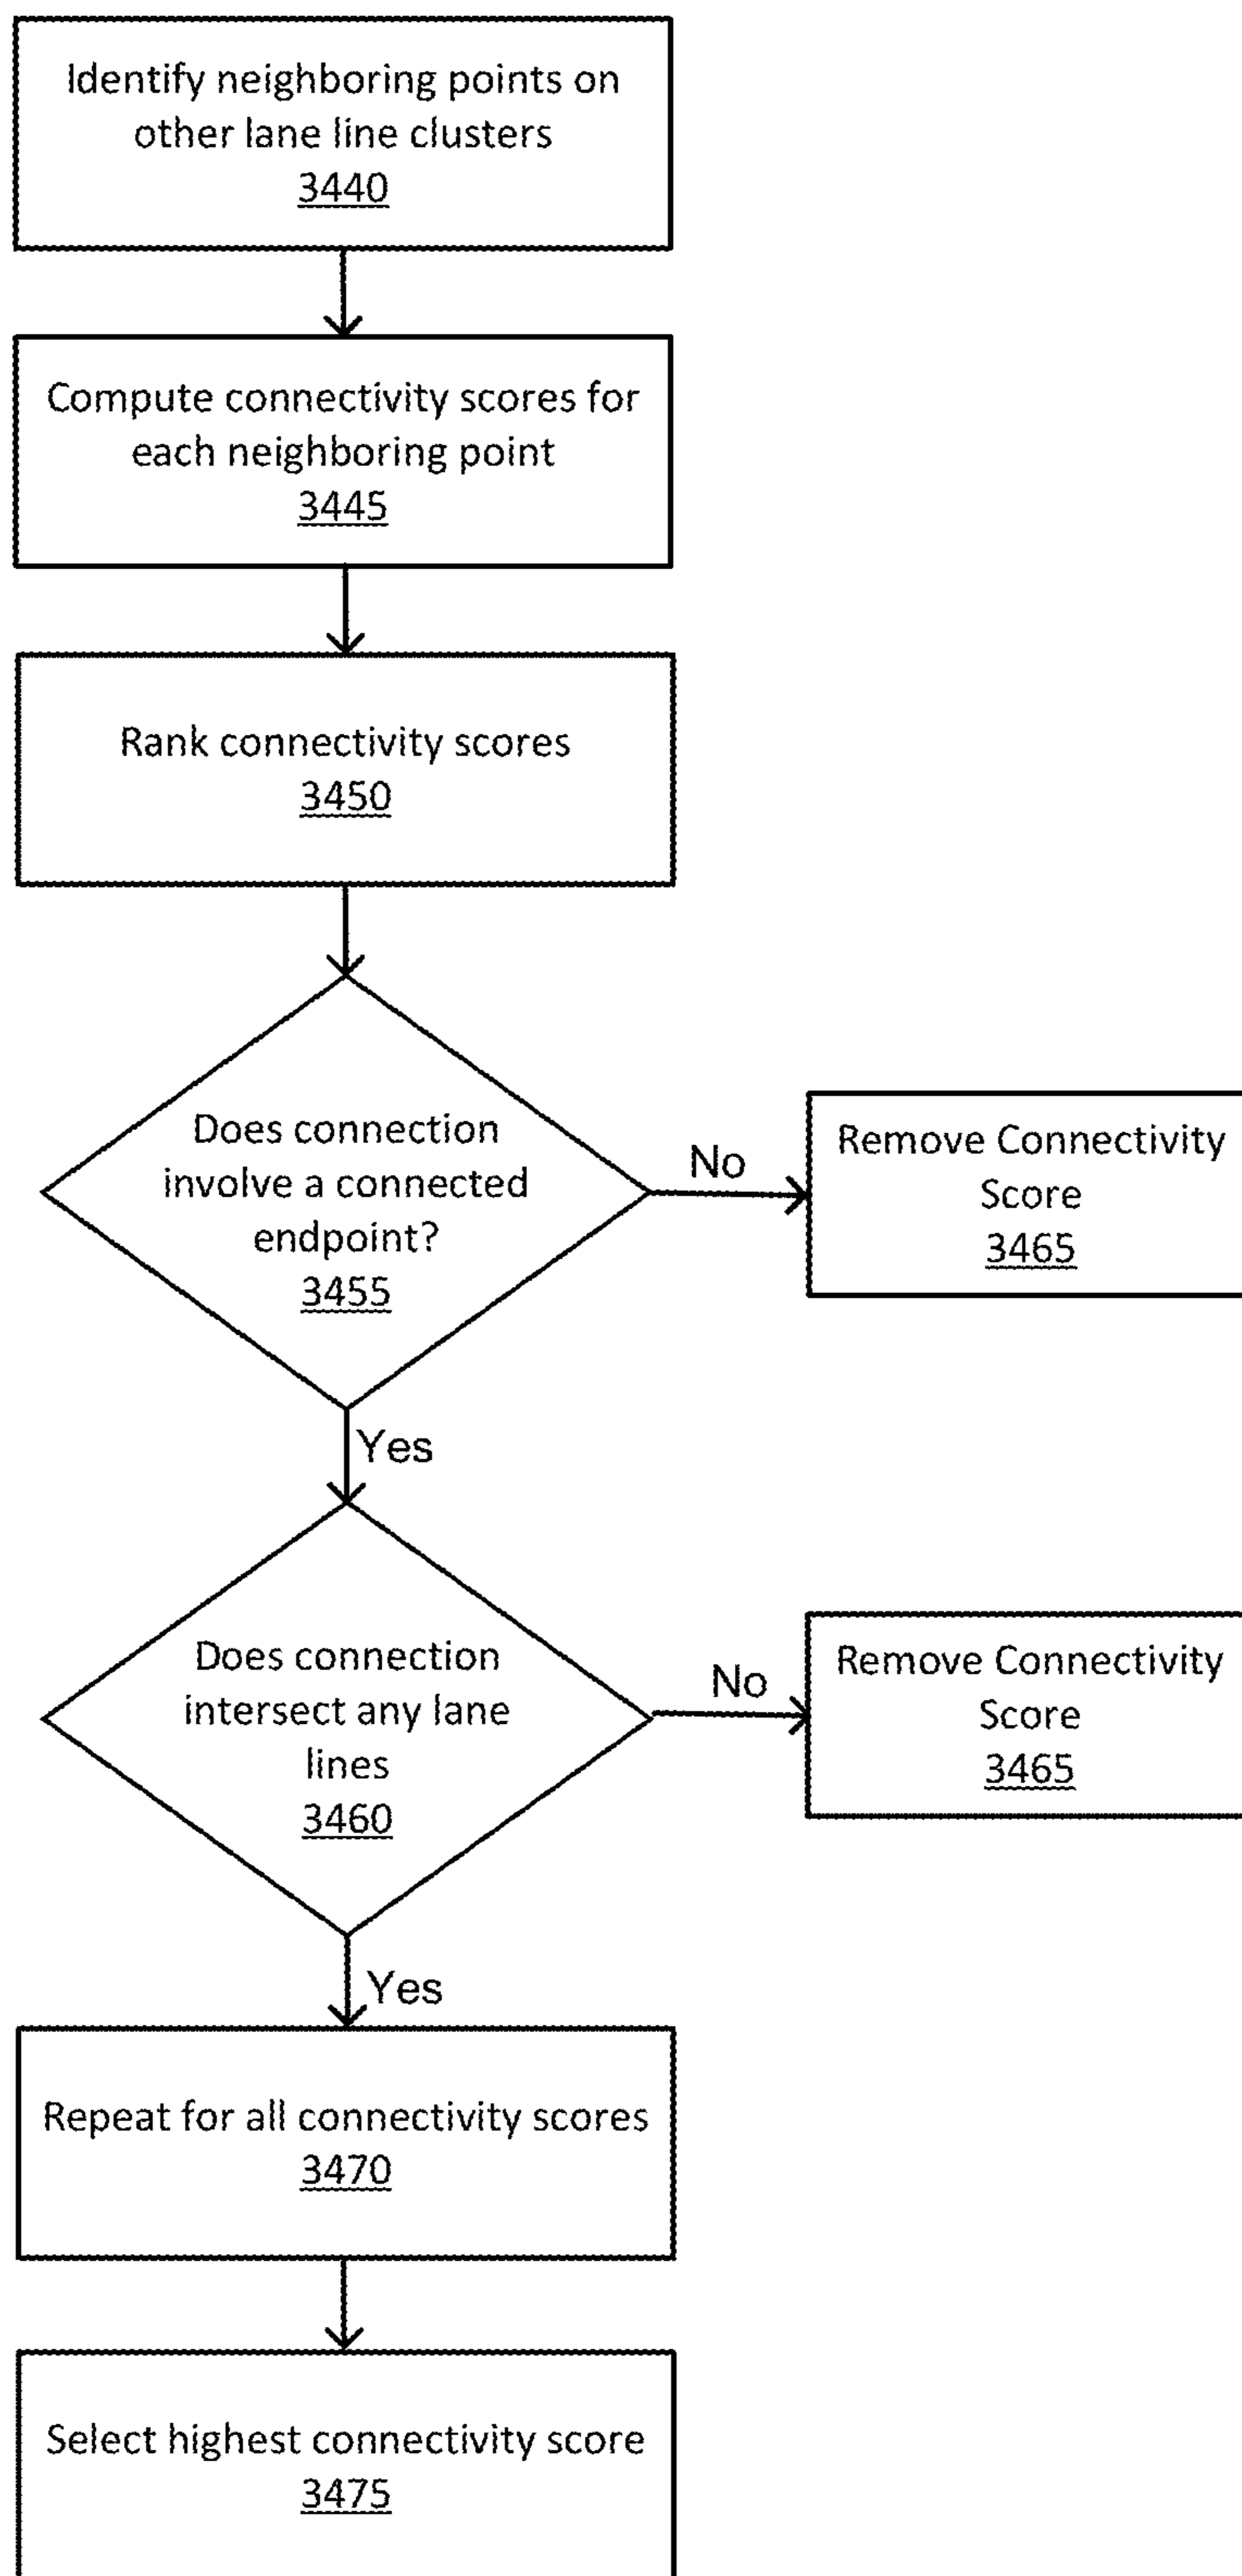 Identify neighboring points on
other lane line clusters
3440
Compute connectivity scores for
each neighboring point
3445
Rank connectivity scores
3450
Does connection
involve a connected
endpoint?
3455
No
Remove Connectivity
Score
3465
Yes
Does connection
intersect any lane
lines
3460
No
Remove Connectivity
Score
3465
Yes
Repeat for all connectivity scores
3470
Select highest connectivity score
3475